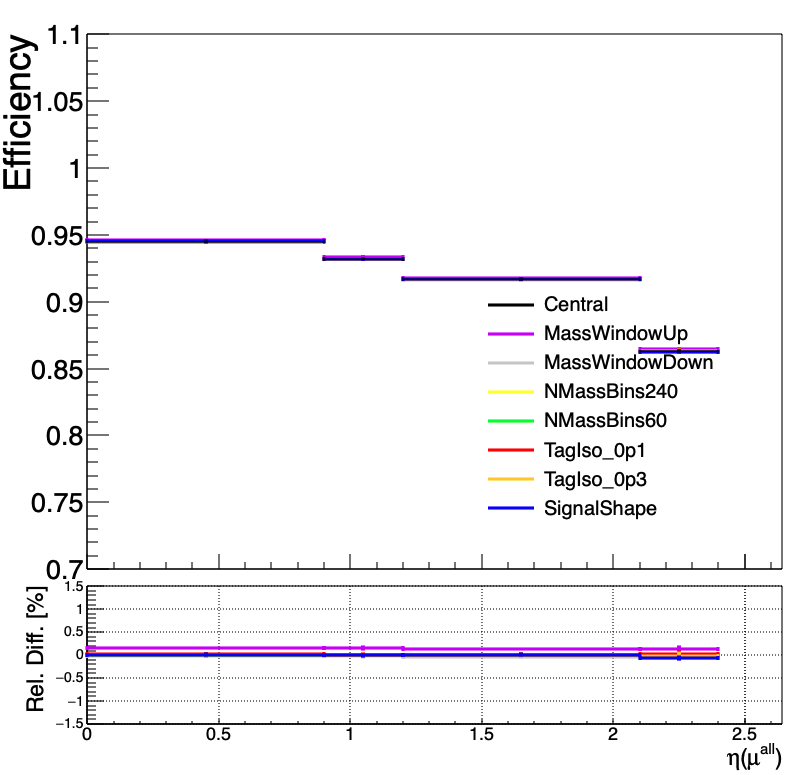 Efficiency
1.1
1.05
1
0.95
0.9
0.85
0.8
0.75
0.7
Central
MassWindowUp
MassWindowDown
NMassBins240
NMassBins60
TagIso_0p1
TagIso_0p3
SignalShape
Rel. Diff. [%]
1.5
1
0.5
0
−0.5
−1
−1.5
0 0.5 1 1.5 2 2.5
η(μ^all)